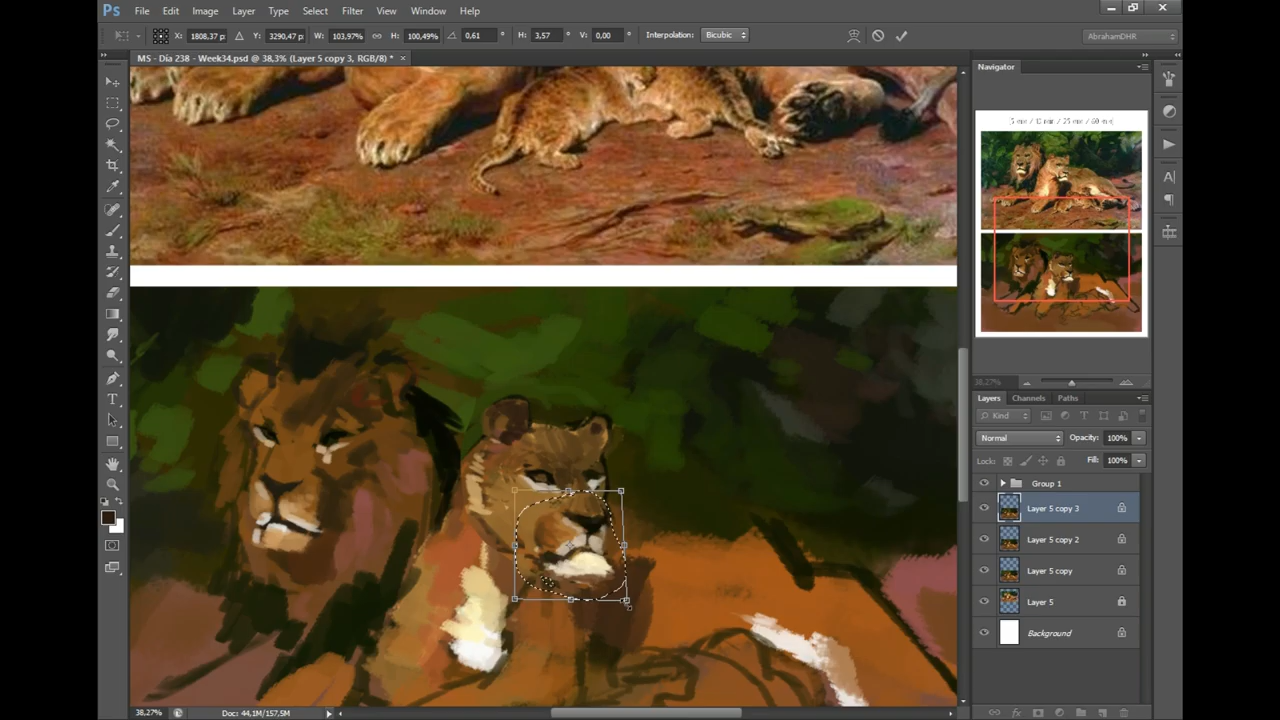 Ps File Edit Image Layer Type Select Filter View Window Help
X: 1808,37 p Y: 3290,47 p W: 103,97% H: 100,49% 0,61 ° H: 3,57 ° V: 0,00 ° Interpolation: Bicubic AbrahamDHR
MS - Día 238 - Week34.psd @ 38,3% (Layer 5 copy 3, RGB/8) * ×
Navigator
38,27%
Layers Channels Paths
Kind
Normal Opacity: 100%
Lock: Fill: 100%
Group 1
Layer 5 copy 3
Layer 5 copy 2
Layer 5 copy
Layer 5
Background
38,27% Doc: 44,1M/157,5M